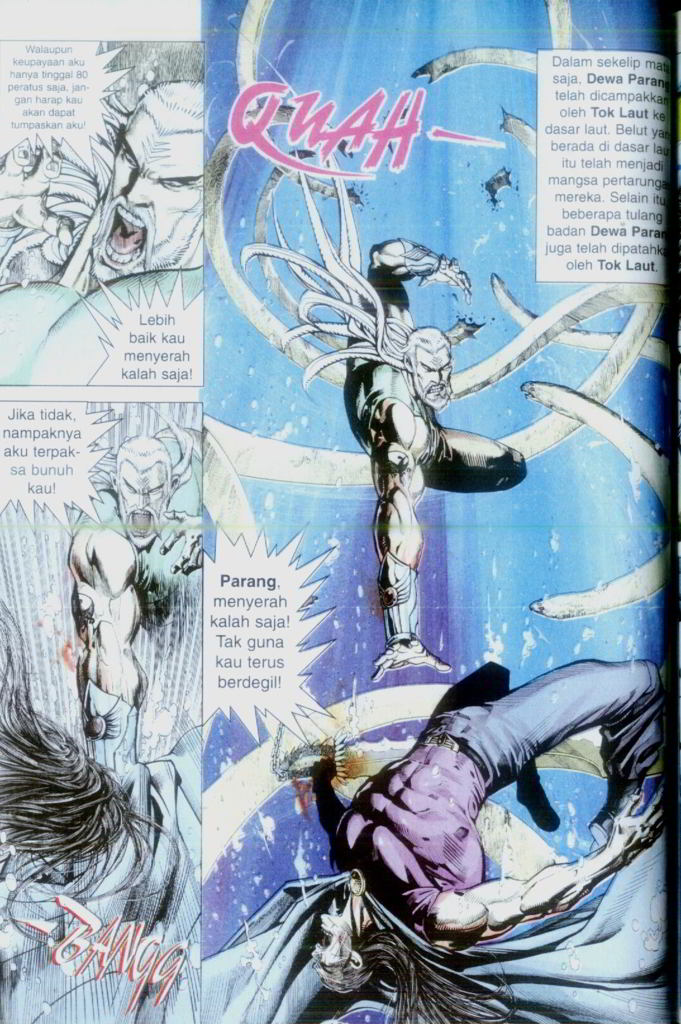 Walaupun
keupayaan aku
hanya tinggal 80
peratus saja, jan-
gan harap kau
akan dapat
tumpaskan aku!
Lebih
baik kau
menyerah
kalah saja!
Jika tidak,
nampaknya
aku terpak-
sa bunuh
kau!
BANGG
QUAH
Dalam sekelip mat
saja, Dewa Parang
telah dicampakkan
oleh Tok Laut ke
dasar laut. Belut ya
berada di dasar laut
itu telah menjadi
mangsa pertarunga
mereka. Selain itu
beberapa tulang
badan Dewa Paran
juga telah dipatahk
oleh Tok Laut.
Parang,
menyerah
kalah saja!
Tak guna
kau terus
berdegil!